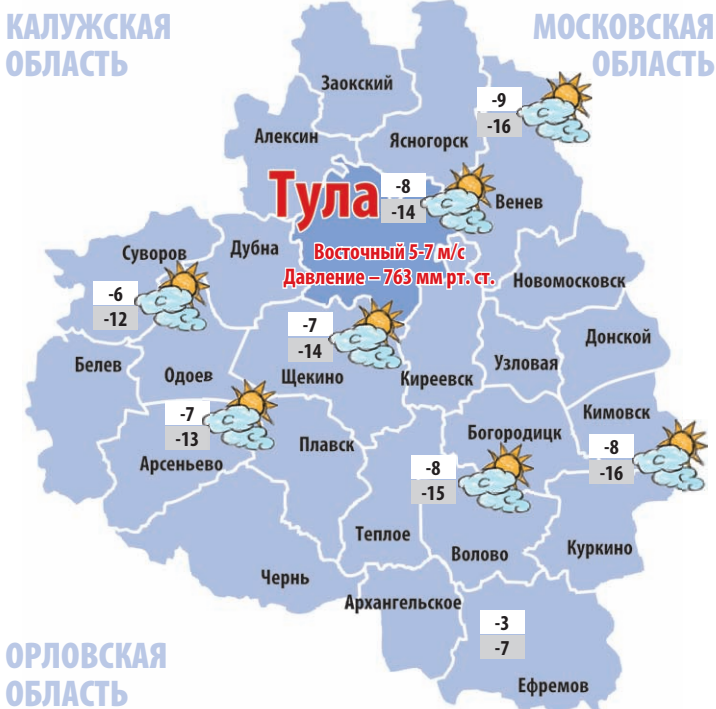 КАЛУЖСКАЯ
ОБЛАСТЬ
МОСКОВСКАЯ
ОБЛАСТЬ
Заокский
-9
-16
Алексин
Ясногорск
Тула
-8
-14
Венев
Суворов
Дубна
Восточный 5-7 м/с
Давление – 763 мм рт. ст.
Новомосковск
-6
-12
-7
-14
Донской
Белев
Одоев
Щекино
Киреевск
Узловая
-7
-13
Кимовск
Богородицк
Арсеньево
Плавск
-8
-16
-8
-15
Теплое
Волово
Куркино
Чернь
Архангельское
-3
-7
ОРЛОВСКАЯ
ОБЛАСТЬ
Ефремов